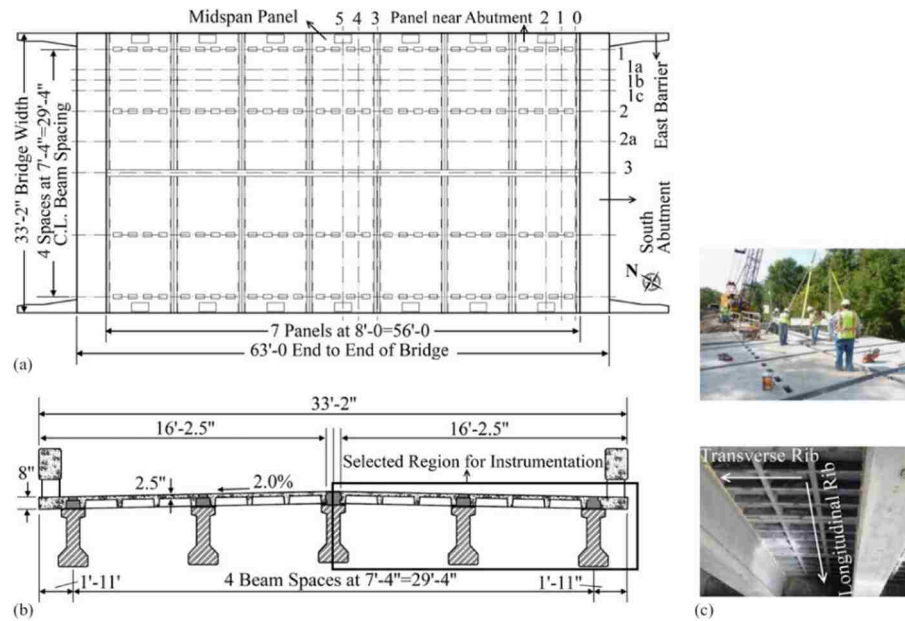 Midspan Panel
5 4 3
Panel near Abutment
2 1 0
1
1a
1b
1c
2
2a
3
East Barrier
South
Abutment
N
33'-2" Bridge Width
4 Spaces at 7'-4"=29'-4"
C.L. Beam Spacing
7 Panels at 8'-0=56'-0
63'-0 End to End of Bridge
(a)
33'-2"
16'-2.5"
16'-2.5"
Selected Region for Instrumentation
8"
2.5"
2.0%
1'-11'
4 Beam Spaces at 7'-4"=29'-4"
1'-11"
(b)
Transverse Rib
Longitudinal Rib
(c)